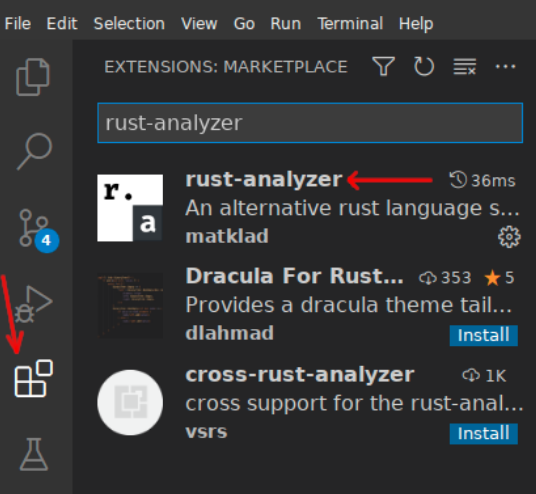 File Edit Selection View Go Run Terminal Help
EXTENSIONS: MARKETPLACE
rust-analyzer
r.
a
rust-analyzer 36ms
An alternative rust language s...
matklad
4
Dracula For Rust... 353 5
Provides a dracula theme tail...
dlahmad Install
cross-rust-analyzer 1K
cross support for the rust-anal...
vsrs Install